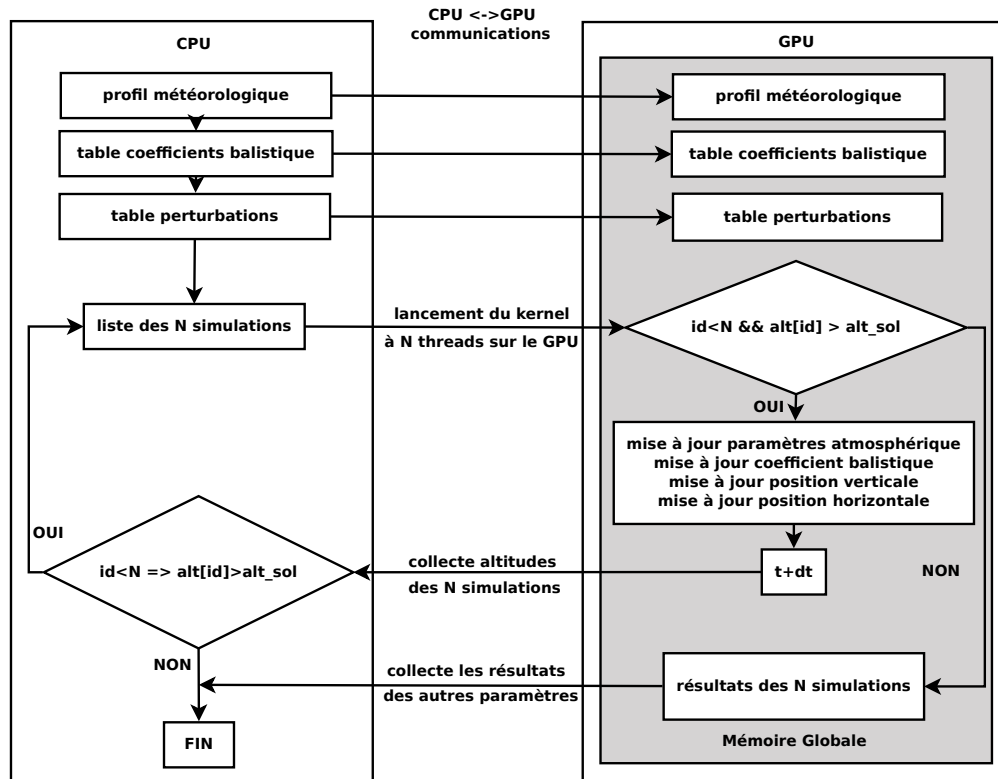 CPU <->GPU
communications
CPU
GPU
profil météorologique
profil météorologique
table coefficients balistique
table coefficients balistique
table perturbations
table perturbations
liste des N simulations
lancement du kernel
à N threads sur le GPU
id<N && alt[id] > alt_sol
OUI
mise à jour paramètres atmosphérique
mise à jour coefficient balistique
mise à jour position verticale
mise à jour position horizontale
OUI
id<N => alt[id]>alt_sol
collecte altitudes
des N simulations
t+dt
NON
NON
collecte les résultats
des autres paramètres
résultats des N simulations
FIN
Mémoire Globale